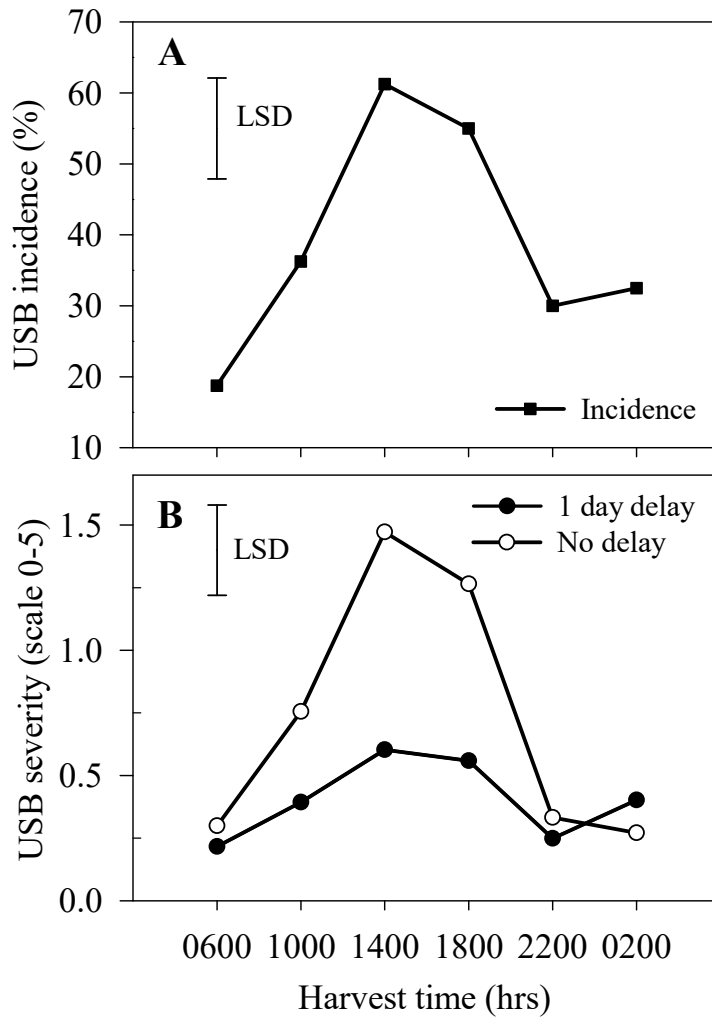 A
LSD
USB incidence (%)
70
60
50
40
30
20
10
Incidence
B
LSD
1 day delay
No delay
USB severity (scale 0-5)
1.5
1.0
0.5
0.0
0600 1000 1400 1800 2200 0200
Harvest time (hrs)